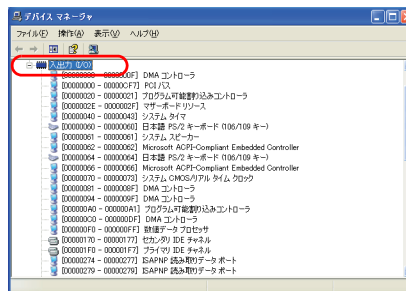 デバイス マネージャ
ファイル(F) 操作(A) 表示(V) ヘルプ(H)
入出力 (I/O)
[00000000 - 0000000F] DMA コントローラ
[00000000 - 00000CF7] PCI バス
[00000020 - 00000021] プログラム可能割り込みコントローラ
[0000002E - 0000002F] マザーボード リソース
[00000040 - 00000043] システム タイマ
[00000060 - 00000060] 日本語 PS/2 キーボード (106/109 キー)
[00000061 - 00000061] システム スピーカー
[00000062 - 00000062] Microsoft ACPI-Compliant Embedded Controller
[00000064 - 00000064] 日本語 PS/2 キーボード (106/109 キー)
[00000066 - 00000066] Microsoft ACPI-Compliant Embedded Controller
[00000070 - 00000073] システム CMOS/リアル タイム クロック
[00000081 - 0000008F] DMA コントローラ
[00000094 - 0000009F] DMA コントローラ
[000000A0 - 000000A1] プログラム可能割り込みコントローラ
[000000C0 - 000000DF] DMA コントローラ
[000000F0 - 000000FF] 数値データ プロセッサ
[00000170 - 00000177] セカンダリ IDE チャネル
[000001F0 - 000001F7] プライマリ IDE チャネル
[00000274 - 00000277] ISAPNP 読み取りデータ ポート
[00000279 - 00000279] ISAPNP 読み取りデータ ポート